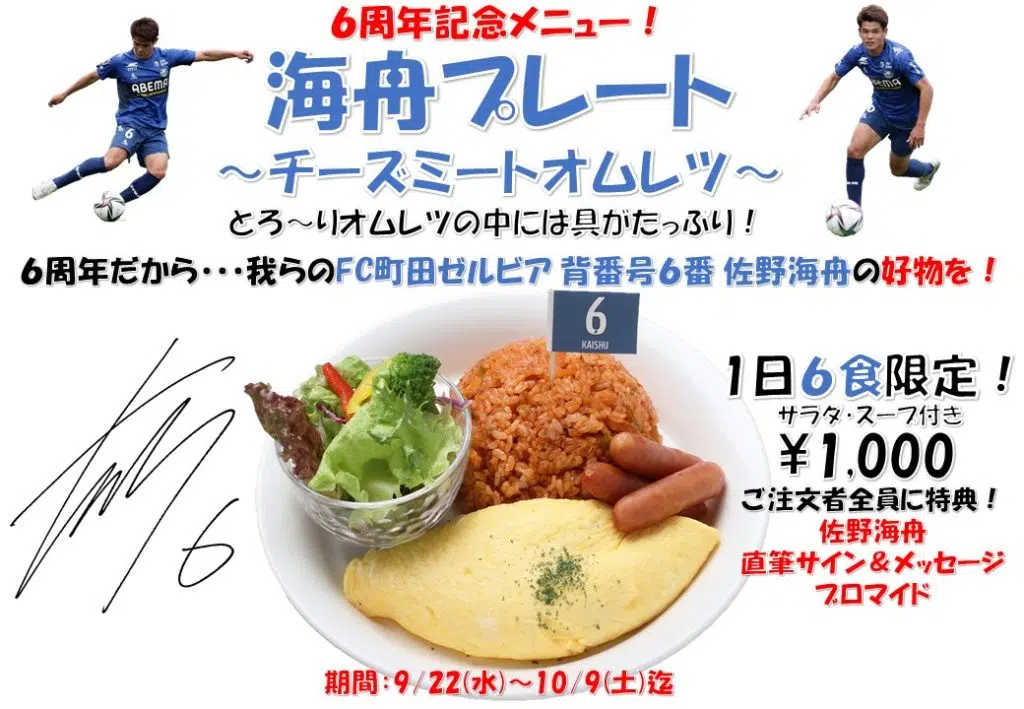 6周年記念メニュー！
海舟プレート
～チーズミートオムレツ～
とろ～りオムレツの中には具がたっぷり！
6周年だから・・・我らのFC町田ゼルビア 背番号6番 佐野海舟の好物を！
ABEMA
6
ABEMA
6
KAISHU
1日6食限定！
サラダ・スープ付き
￥1,000
ご注文者全員に特典！
佐野海舟
直筆サイン＆メッセージ
ブロマイド
6
期間：9/22(水)～10/9(土)迄